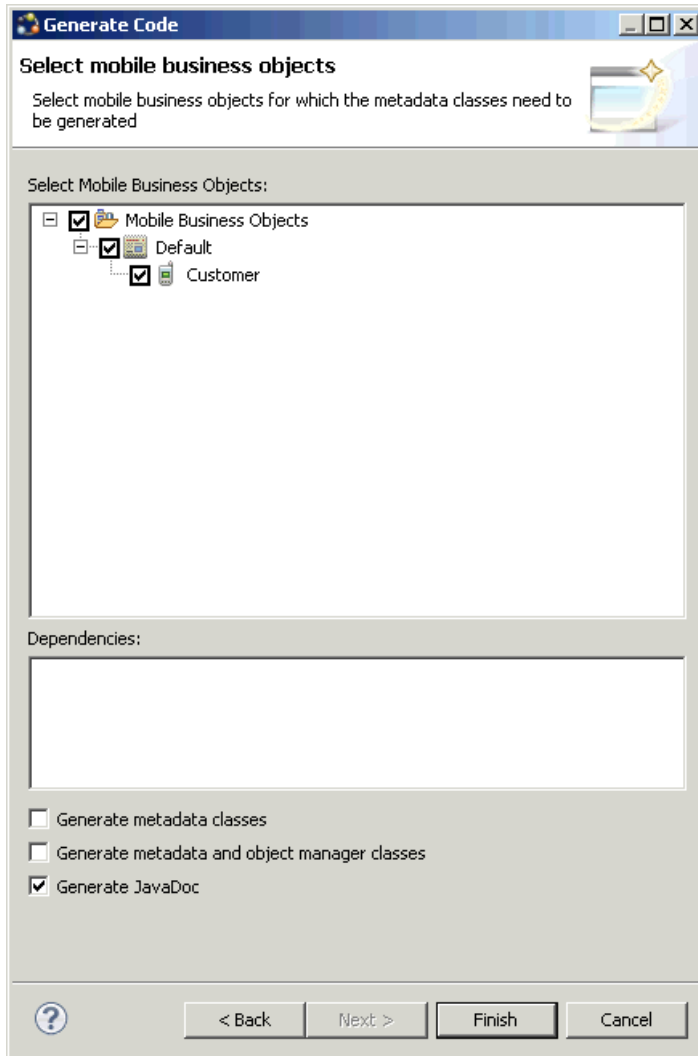 Generate Code
Select mobile business objects
Select mobile business objects for which the metadata classes need to
be generated
Select Mobile Business Objects:
Mobile Business Objects
Default
Customer
Dependencies:
Generate metadata classes
Generate metadata and object manager classes
Generate JavaDoc
?
< Back Next > Finish Cancel